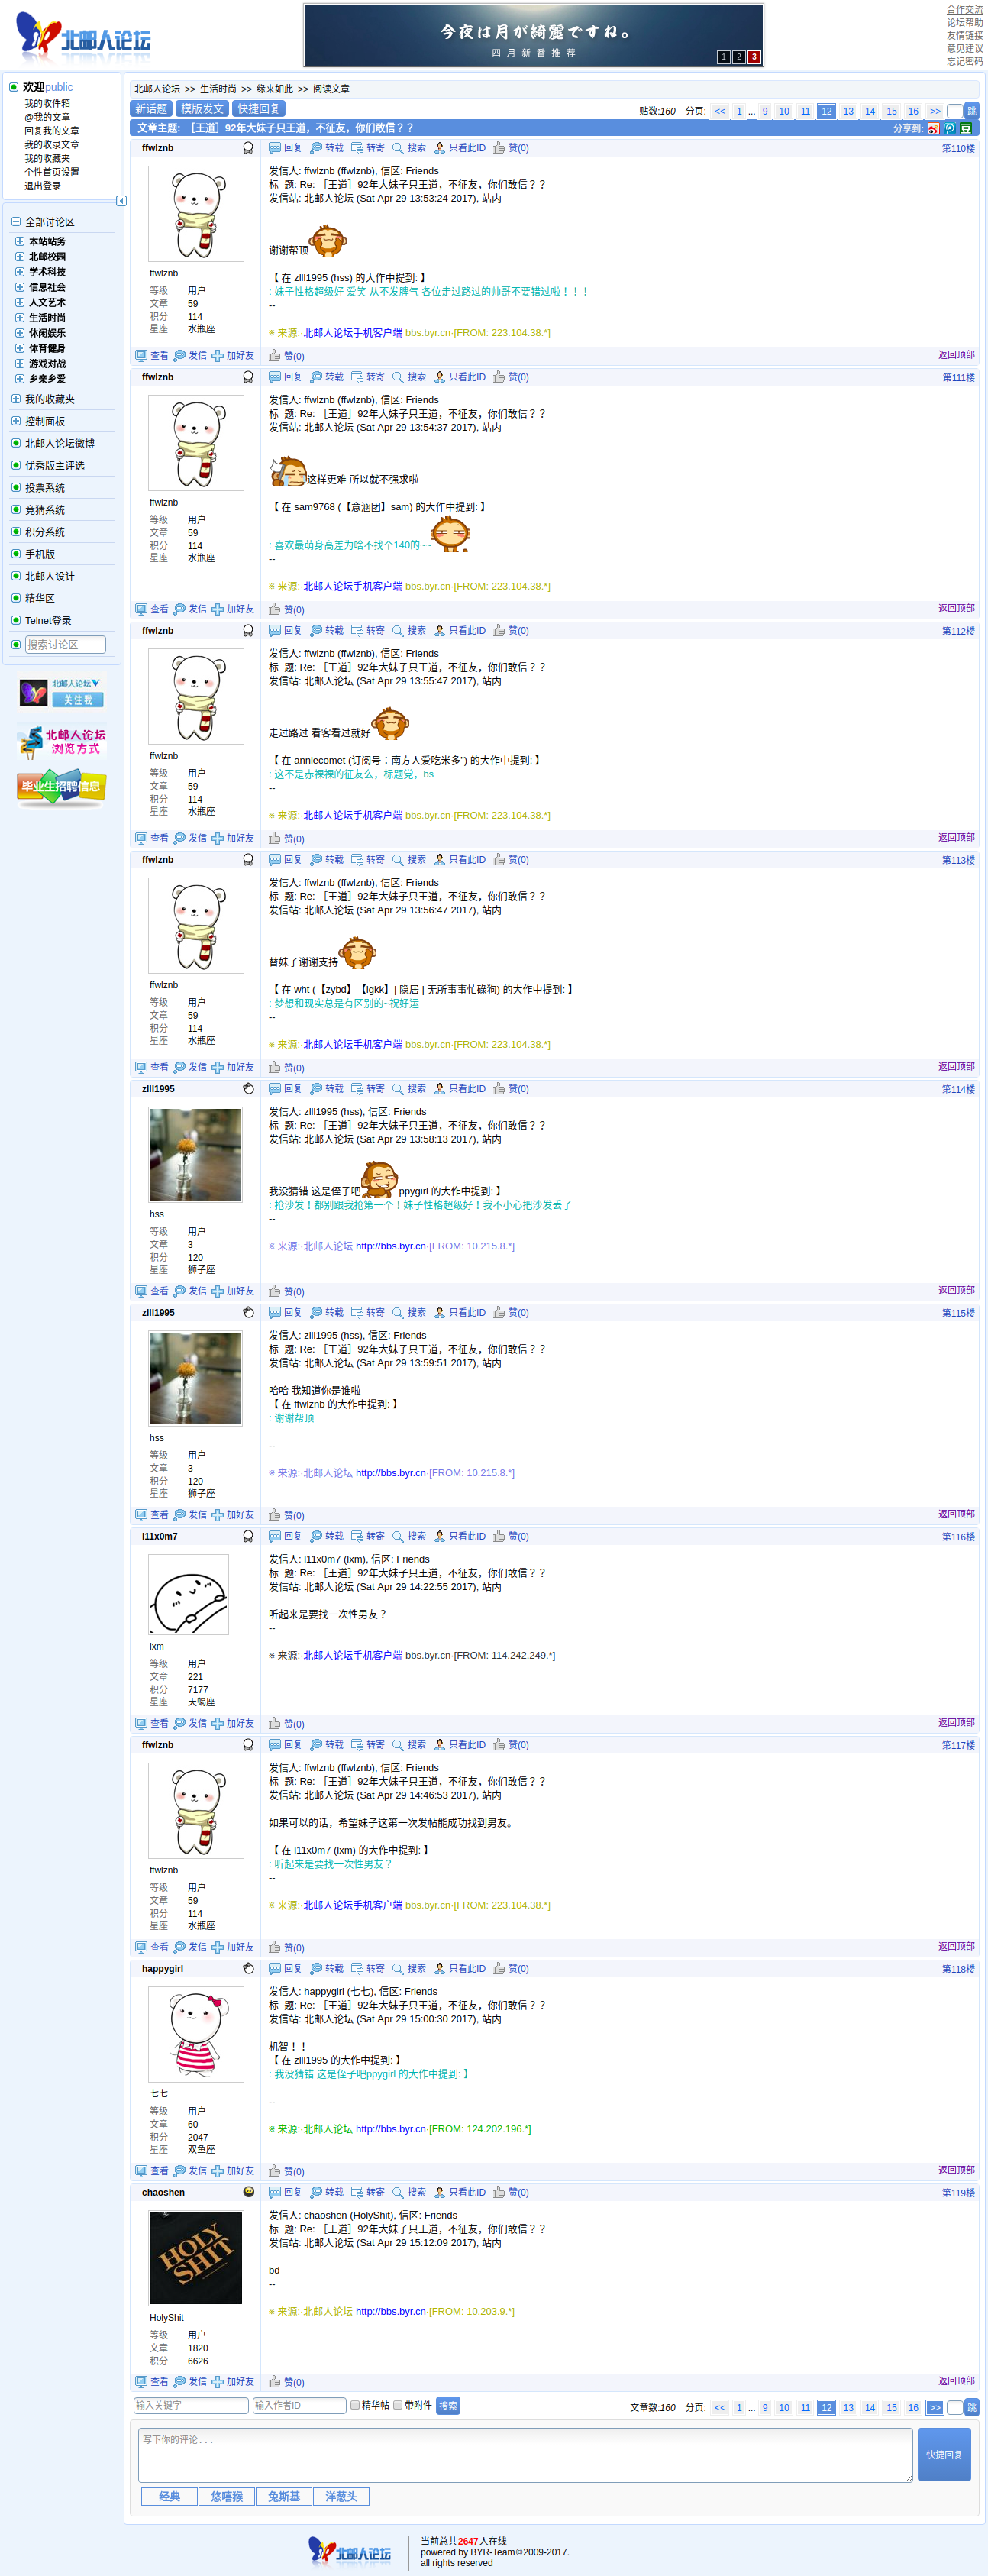 北邮人论坛
今夜は月が綺麗ですね。
四月新番推荐
1 2 3
合作交流
论坛帮助
友情链接
意见建议
忘记密码
欢迎public
我的收件箱
@我的文章
回复我的文章
我的收录文章
我的收藏夹
个性首页设置
退出登录
全部讨论区
本站站务
北邮校园
学术科技
信息社会
人文艺术
生活时尚
休闲娱乐
体育健身
游戏对战
乡亲乡爱
我的收藏夹
控制面板
北邮人论坛微博
优秀版主评选
投票系统
竞猜系统
积分系统
手机版
北邮人设计
精华区
Telnet登录
搜索讨论区
北邮人论坛
关注我
北邮人论坛
浏览方式
毕业生招聘信息
北邮人论坛 >> 生活时尚 >> 缘来如此 >> 阅读文章
新话题 模版发文 快捷回复
贴数:160 分页: << 1 ... 9 10 11 12 13 14 15 16 >> 跳
文章主题: [王道] 92年大妹子只王道，不征友，你们敢信？？
分享到:
ffwlznb
回复 转载 转寄 搜索 只看此ID 赞(0)
第110楼
ffwlznb
等级 用户
文章 59
积分 114
星座 水瓶座
发信人: ffwlznb (ffwlznb), 信区: Friends
标 题: Re: [王道] 92年大妹子只王道，不征友，你们敢信？？
发信站: 北邮人论坛 (Sat Apr 29 13:53:24 2017), 站内
谢谢帮顶
【 在 zlll1995 (hss) 的大作中提到: 】
: 妹子性格超级好 爱笑 从不发脾气 各位走过路过的帅哥不要错过啦！！！
--
※ 来源:·北邮人论坛手机客户端 bbs.byr.cn·[FROM: 223.104.38.*]
查看 发信 加好友
赞(0)
返回顶部
ffwlznb
回复 转载 转寄 搜索 只看此ID 赞(0)
第111楼
ffwlznb
等级 用户
文章 59
积分 114
星座 水瓶座
发信人: ffwlznb (ffwlznb), 信区: Friends
标 题: Re: [王道] 92年大妹子只王道，不征友，你们敢信？？
发信站: 北邮人论坛 (Sat Apr 29 13:54:37 2017), 站内
这样更难 所以就不强求啦
【 在 sam9768 (【意涵团】sam) 的大作中提到: 】
: 喜欢最萌身高差为啥不找个140的~~
--
※ 来源:·北邮人论坛手机客户端 bbs.byr.cn·[FROM: 223.104.38.*]
查看 发信 加好友
赞(0)
返回顶部
ffwlznb
回复 转载 转寄 搜索 只看此ID 赞(0)
第112楼
ffwlznb
等级 用户
文章 59
积分 114
星座 水瓶座
发信人: ffwlznb (ffwlznb), 信区: Friends
标 题: Re: [王道] 92年大妹子只王道，不征友，你们敢信？？
发信站: 北邮人论坛 (Sat Apr 29 13:55:47 2017), 站内
走过路过 看客看过就好
【 在 anniecomet (订阅号：南方人爱吃米多") 的大作中提到: 】
: 这不是赤裸裸的征友么，标题党，bs
--
※ 来源:·北邮人论坛手机客户端 bbs.byr.cn·[FROM: 223.104.38.*]
查看 发信 加好友
赞(0)
返回顶部
ffwlznb
回复 转载 转寄 搜索 只看此ID 赞(0)
第113楼
ffwlznb
等级 用户
文章 59
积分 114
星座 水瓶座
发信人: ffwlznb (ffwlznb), 信区: Friends
标 题: Re: [王道] 92年大妹子只王道，不征友，你们敢信？？
发信站: 北邮人论坛 (Sat Apr 29 13:56:47 2017), 站内
替妹子谢谢支持
【 在 wht (【zybd】【lgkk】| 隐居 | 无所事事忙碌狗) 的大作中提到: 】
: 梦想和现实总是有区别的~祝好运
--
※ 来源:·北邮人论坛手机客户端 bbs.byr.cn·[FROM: 223.104.38.*]
查看 发信 加好友
赞(0)
返回顶部
zlll1995
回复 转载 转寄 搜索 只看此ID 赞(0)
第114楼
hss
等级 用户
文章 3
积分 120
星座 狮子座
发信人: zlll1995 (hss), 信区: Friends
标 题: Re: [王道] 92年大妹子只王道，不征友，你们敢信？？
发信站: 北邮人论坛 (Sat Apr 29 13:58:13 2017), 站内
我没猜错 这是侄子吧ppygirl 的大作中提到: 】
: 抢沙发！都别跟我抢第一个！妹子性格超级好！我不小心把沙发丢了
--
※ 来源:·北邮人论坛 http://bbs.byr.cn·[FROM: 10.215.8.*]
查看 发信 加好友
赞(0)
返回顶部
zlll1995
回复 转载 转寄 搜索 只看此ID 赞(0)
第115楼
hss
等级 用户
文章 3
积分 120
星座 狮子座
发信人: zlll1995 (hss), 信区: Friends
标 题: Re: [王道] 92年大妹子只王道，不征友，你们敢信？？
发信站: 北邮人论坛 (Sat Apr 29 13:59:51 2017), 站内
哈哈 我知道你是谁啦
【 在 ffwlznb 的大作中提到: 】
: 谢谢帮顶
--
※ 来源:·北邮人论坛 http://bbs.byr.cn·[FROM: 10.215.8.*]
查看 发信 加好友
赞(0)
返回顶部
l11x0m7
回复 转载 转寄 搜索 只看此ID 赞(0)
第116楼
lxm
等级 用户
文章 221
积分 7177
星座 天蝎座
发信人: l11x0m7 (lxm), 信区: Friends
标 题: Re: [王道] 92年大妹子只王道，不征友，你们敢信？？
发信站: 北邮人论坛 (Sat Apr 29 14:22:55 2017), 站内
听起来是要找一次性男友？
--
※ 来源:·北邮人论坛手机客户端 bbs.byr.cn·[FROM: 114.242.249.*]
查看 发信 加好友
赞(0)
返回顶部
ffwlznb
回复 转载 转寄 搜索 只看此ID 赞(0)
第117楼
ffwlznb
等级 用户
文章 59
积分 114
星座 水瓶座
发信人: ffwlznb (ffwlznb), 信区: Friends
标 题: Re: [王道] 92年大妹子只王道，不征友，你们敢信？？
发信站: 北邮人论坛 (Sat Apr 29 14:46:53 2017), 站内
如果可以的话，希望妹子这第一次发帖能成功找到男友。
【 在 l11x0m7 (lxm) 的大作中提到: 】
: 听起来是要找一次性男友？
--
※ 来源:·北邮人论坛手机客户端 bbs.byr.cn·[FROM: 223.104.38.*]
查看 发信 加好友
赞(0)
返回顶部
happygirl
回复 转载 转寄 搜索 只看此ID 赞(0)
第118楼
七七
等级 用户
文章 60
积分 2047
星座 双鱼座
发信人: happygirl (七七), 信区: Friends
标 题: Re: [王道] 92年大妹子只王道，不征友，你们敢信？？
发信站: 北邮人论坛 (Sat Apr 29 15:00:30 2017), 站内
机智！！
【 在 zlll1995 的大作中提到: 】
: 我没猜错 这是侄子吧ppygirl 的大作中提到: 】
--
※ 来源:·北邮人论坛 http://bbs.byr.cn·[FROM: 124.202.196.*]
查看 发信 加好友
赞(0)
返回顶部
chaoshen
回复 转载 转寄 搜索 只看此ID 赞(0)
第119楼
HOLY
SHIT
HolyShit
等级 用户
文章 1820
积分 6626
发信人: chaoshen (HolyShit), 信区: Friends
标 题: Re: [王道] 92年大妹子只王道，不征友，你们敢信？？
发信站: 北邮人论坛 (Sat Apr 29 15:12:09 2017), 站内
bd
--
※ 来源:·北邮人论坛 http://bbs.byr.cn·[FROM: 10.203.9.*]
查看 发信 加好友
赞(0)
返回顶部
输入关键字 输入作者ID 精华帖 带附件 搜索
文章数:160 分页: << 1 ... 9 10 11 12 13 14 15 16 >> 跳
写下你的评论...
快捷回复
经典 悠嘻猴 兔斯基 洋葱头
北邮人论坛
当前总共2647人在线
powered by BYR-Team©2009-2017.
all rights reserved